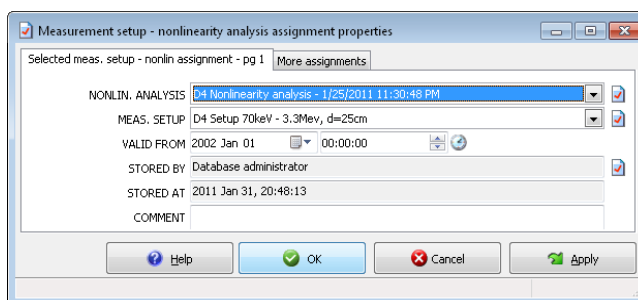 Measurement setup - nonlinearity analysis assignment properties
Selected meas. setup - nonlin assignment - pg 1 More assignments
NONLIN. ANALYSIS D4 Nonlinearity analysis - 1/25/2011 11:30:48 PM
MEAS. SETUP D4 Setup 70keV - 3.3Mev, d=25cm
VALID FROM 2002 Jan 01 00:00:00
STORED BY Database administrator
STORED AT 2011 Jan 31, 20:48:13
COMMENT
Help OK Cancel Apply